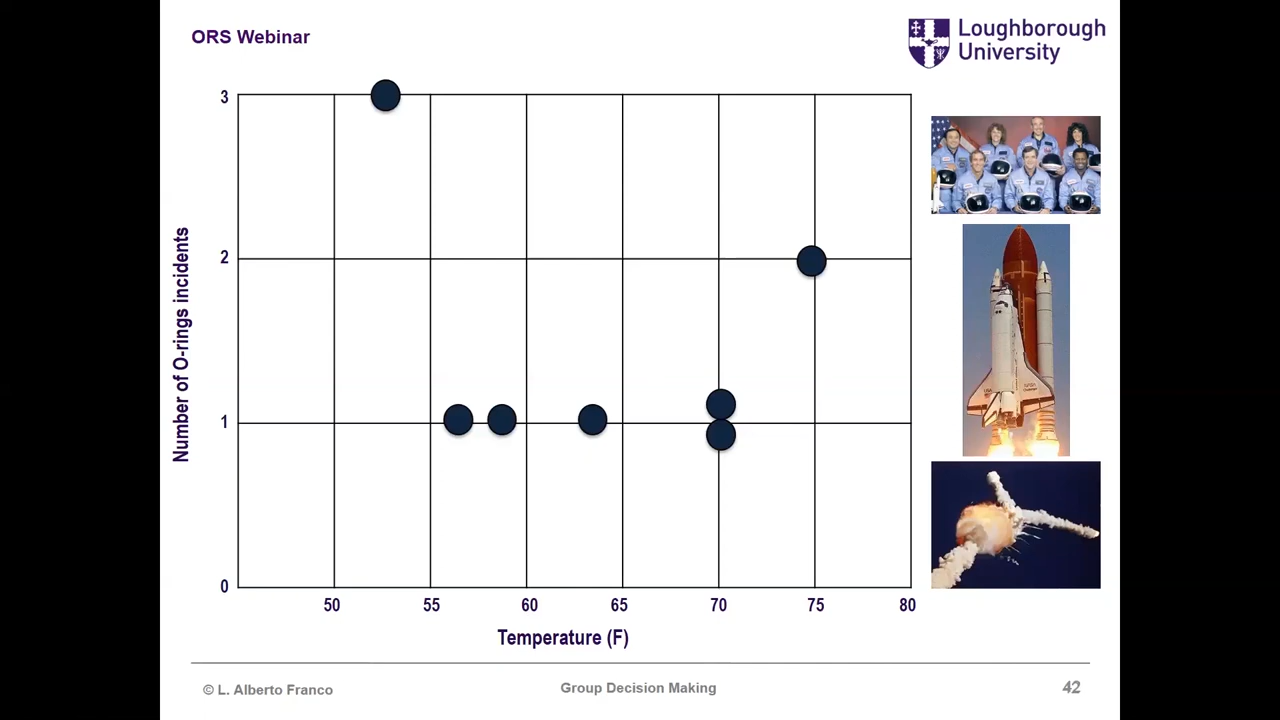 ORS Webinar
Loughborough
University
3
2
1
0
Number of O-rings incidents
50 55 60 65 70 75 80
Temperature (F)
© L. Alberto Franco
Group Decision Making
42